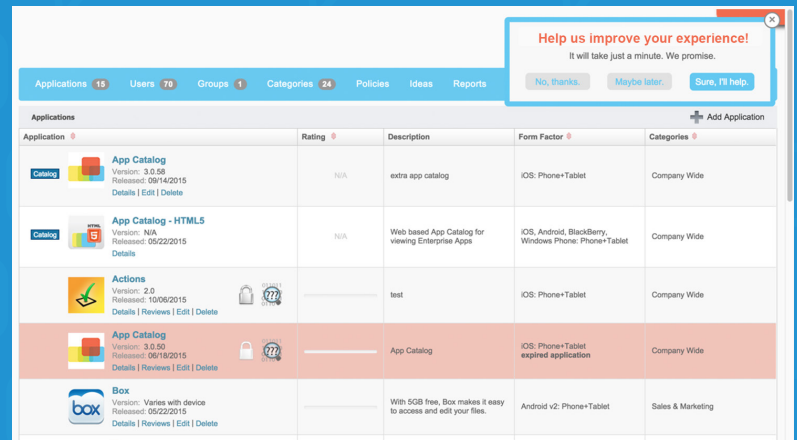 Help us improve your experience!
It will take just a minute. We promise.
No, thanks. Maybe later. Sure, I'll help.
Applications 15 Users 70 Groups 1 Categories 24 Policies Ideas Reports
Applications Add Application
Application Rating Description Form Factor Categories
App Catalog
Catalog
Version: 3.0.58
Released: 09/14/2015
Details | Edit | Delete
N/A
extra app catalog
iOS: Phone+Tablet
Company Wide
App Catalog - HTML5
Catalog
HTML
5
Version: N/A
Released: 05/22/2015
Details
N/A
Web based App Catalog for
viewing Enterprise Apps
iOS, Android, BlackBerry,
Windows Phone: Phone+Tablet
Company Wide
Actions
Version: 2.0
Released: 10/06/2015
Details | Reviews | Edit | Delete
???
test
iOS: Phone+Tablet
Company Wide
App Catalog
Version: 3.0.50
Released: 06/18/2015
Details | Reviews | Edit | Delete
???
App Catalog
iOS: Phone+Tablet
expired application
Company Wide
Box
box
Version: Varies with device
Released: 05/22/2015
Details | Reviews | Edit | Delete
With 5GB free, Box makes it easy
to access and edit your files.
Android v2: Phone+Tablet
Sales & Marketing